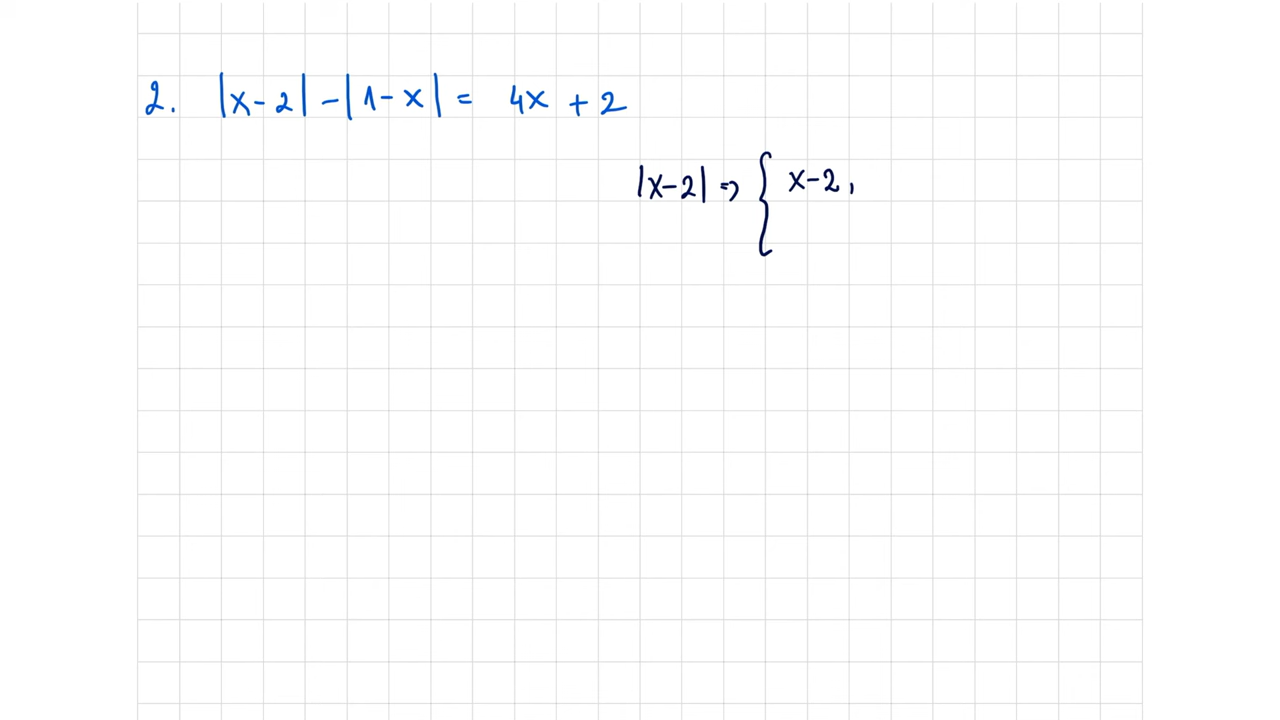 2. |x-2| - |1-x| = 4x + 2
|x-2| => { x-2,